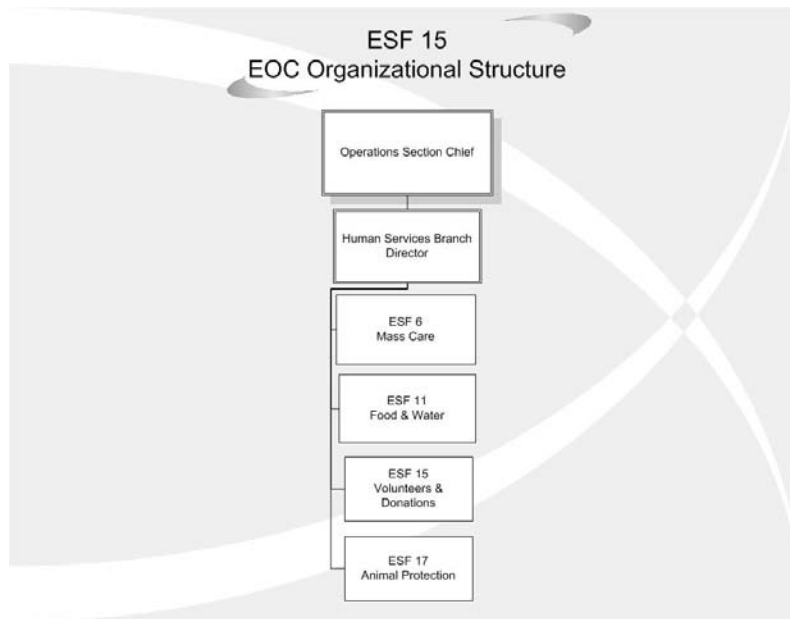 ESF 15
EOC Organizational Structure
Operations Section Chief
Human Services Branch
Director
ESF 6
Mass Care
ESF 11
Food & Water
ESF 15
Volunteers &
Donations
ESF 17
Animal Protection